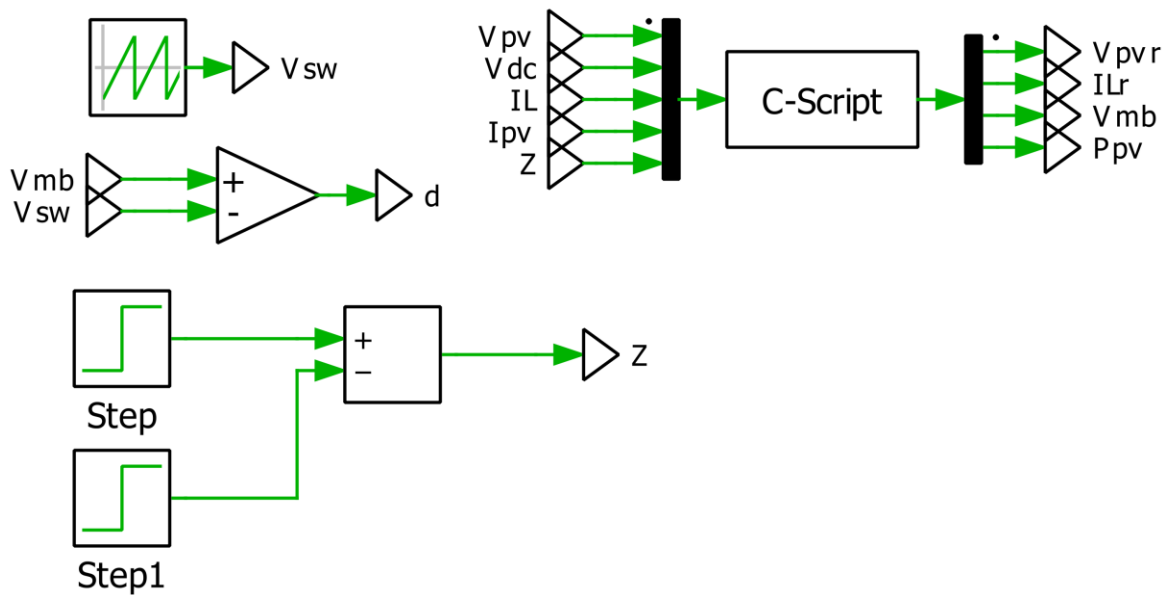 Vsw
Vmb
Vsw
+
-
d
Step
Step1
+
−
Z
Vpv
Vdc
IL
Ipv
Z
C-Script
Vpvr
ILr
Vmb
Ppv